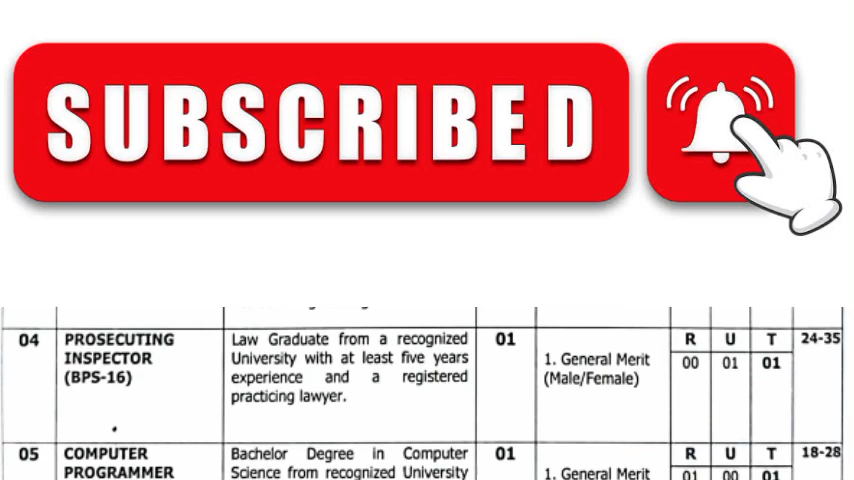 SUBSCRIBED
04 PROSECUTING INSPECTOR (BPS-16) Law Graduate from a recognized University with at least five years experience and a registered practicing lawyer. 01 1. General Merit (Male/Female) R U T 24-35
00 01 01
05 COMPUTER PROGRAMMER Bachelor Degree in Computer Science from recognized University 01 1. General Merit R U T 18-28
01 00 01